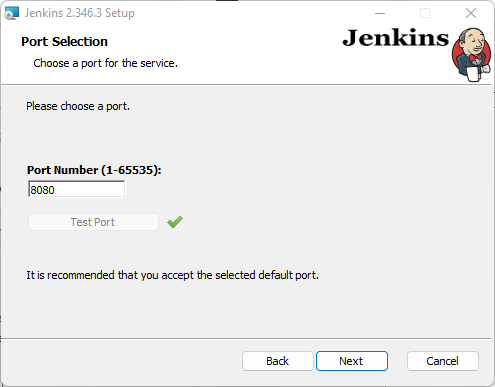 Jenkins 2.346.3 Setup
Port Selection
Choose a port for the service.
Jenkins
Please choose a port.
Port Number (1-65535):
8080
Test Port
It is recommended that you accept the selected default port.
Back
Next
Cancel